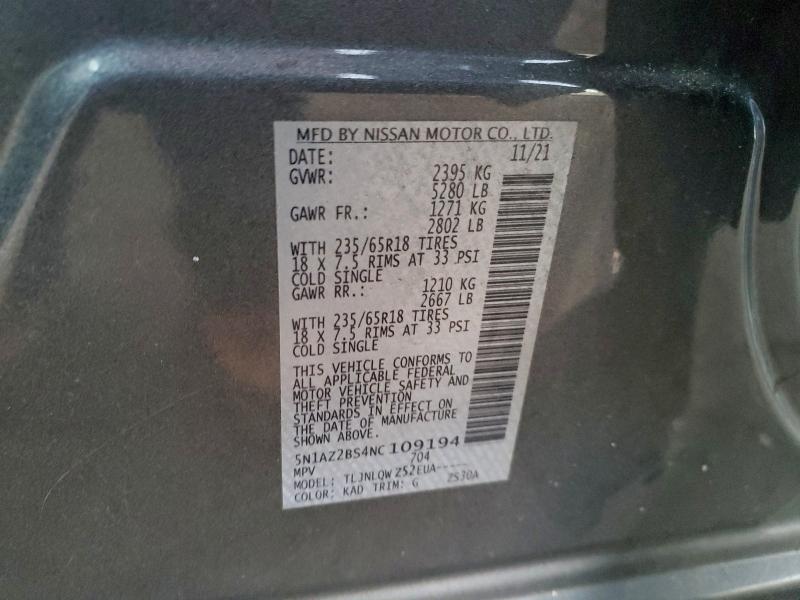 MFD BY NISSAN MOTOR CO., LTD.
DATE: 11/21
GVWR: 2395 KG
5280 LB
GAWR FR.: 1271 KG
2802 LB
WITH 235/65R18 TIRES
18 X 7.5 RIMS AT 33 PSI
COLD SINGLE
GAWR RR.: 1210 KG
2667 LB
WITH 235/65R18 TIRES
18 X 7.5 RIMS AT 33 PSI
COLD SINGLE
THIS VEHICLE CONFORMS TO
ALL APPLICABLE FEDERAL
MOTOR VEHICLE SAFETY AND
THEFT PREVENTION
STANDARDS IN EFFECT ON
THE DATE OF MANUFACTURE
SHOWN ABOVE.
5N1AZ2BS4NC 109194
MPV 704
MODEL: TLJNLQW ZS2EUA-----
COLOR: KAD TRIM: G ZS30A